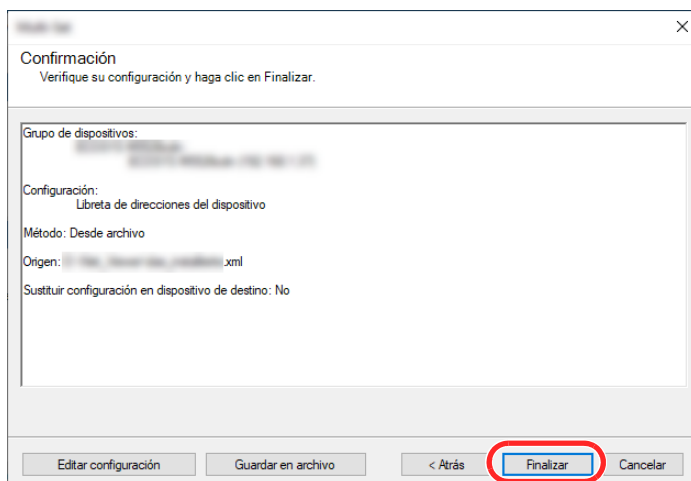 Confirmación
Verifique su configuración y haga clic en Finalizar.
Grupo de dispositivos:
Configuración:
Libreta de direcciones del dispositivo
Método: Desde archivo
Origen: .xml
Sustituir configuración en dispositivo de destino: No
Editar configuración
Guardar en archivo
< Atrás
Finalizar
Cancelar